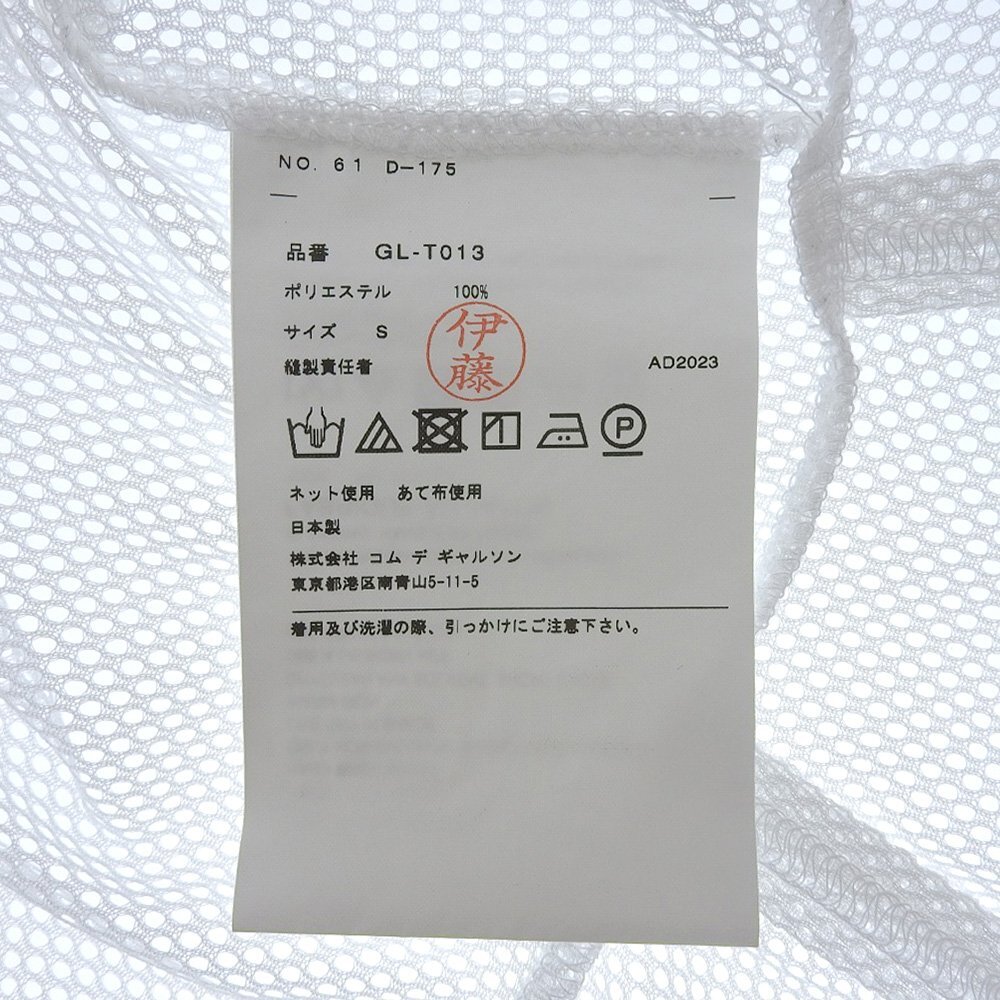 NO. 61 D-175
品番 GL-T013
ポリエステル 100%
サイズ S
伊藤
縫製責任者 AD2023
P
ネット使用 あて布使用
日本製
株式会社 コム デ ギャルソン
東京都港区南青山5-11-5
着用及び洗濯の際、引っかけにご注意下さい。